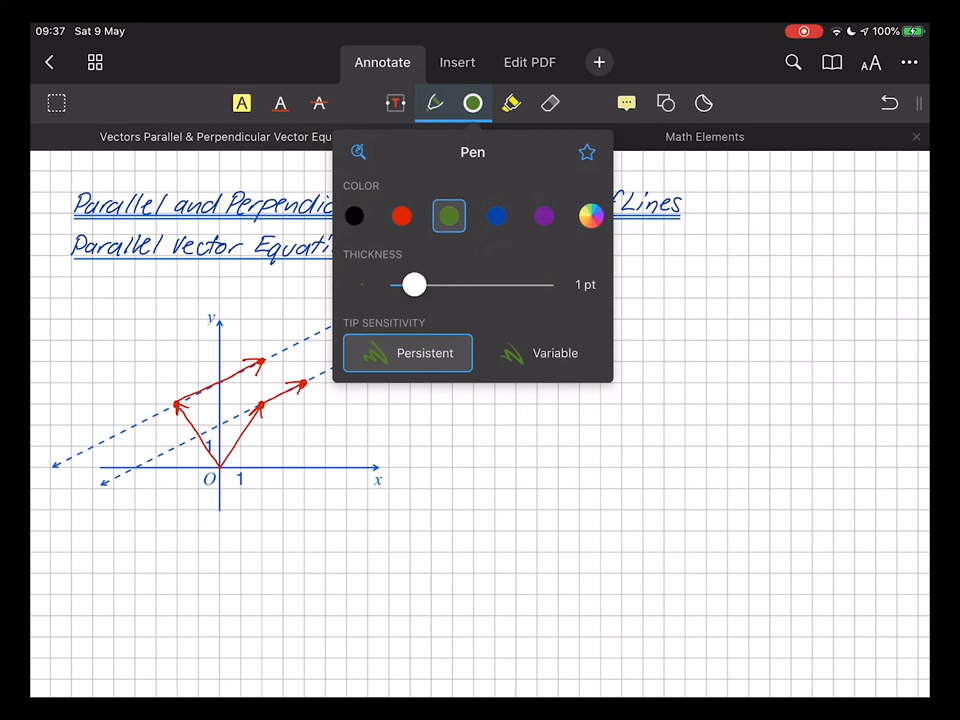 09:37 Sat 9 May 100%
Annotate Insert Edit PDF
A A A T AA
Vectors Parallel & Perpendicular Vector Equ Math Elements
Pen
COLOR
THICKNESS
1 pt
TIP SENSITIVITY
Persistent Variable
Parallel and Perpendic f Lines
Parallel Vector Equati
y
1
O 1 x